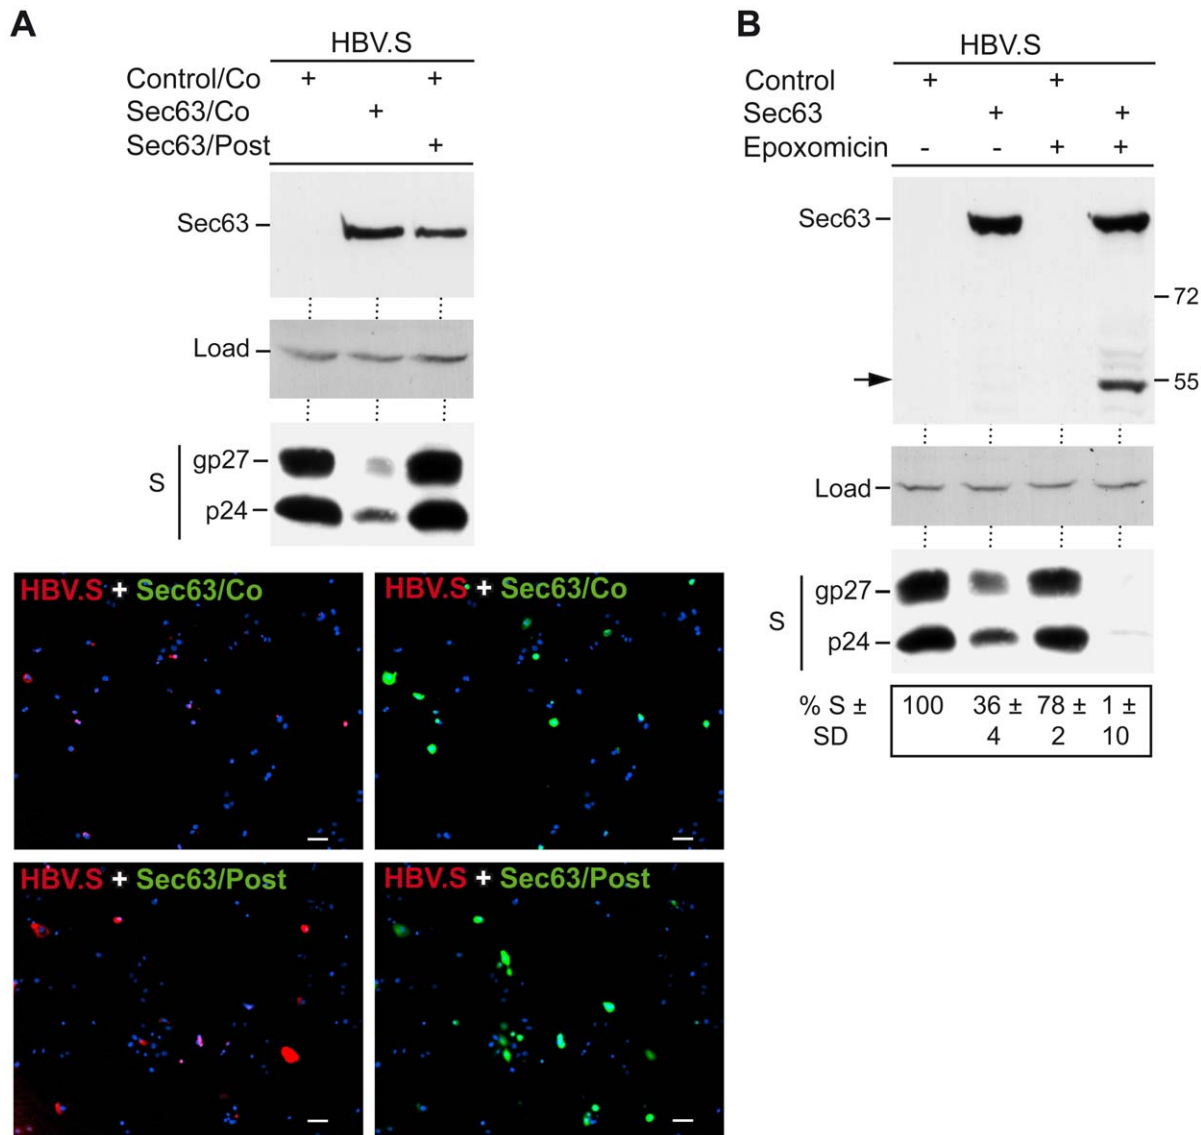 A
HBV.S
Control/Co + +
Sec63/Co +
Sec63/Post +
Sec63
Load
S
gp27
p24
HBV.S + Sec63/Co
HBV.S + Sec63/Co
HBV.S + Sec63/Post
HBV.S + Sec63/Post
B
HBV.S
Control + +
Sec63 + +
Epoxomicin - - + +
Sec63
72
55
Load
S
gp27
p24
% S ± 100 36 ± 78 ± 1 ±
SD 4 2 10